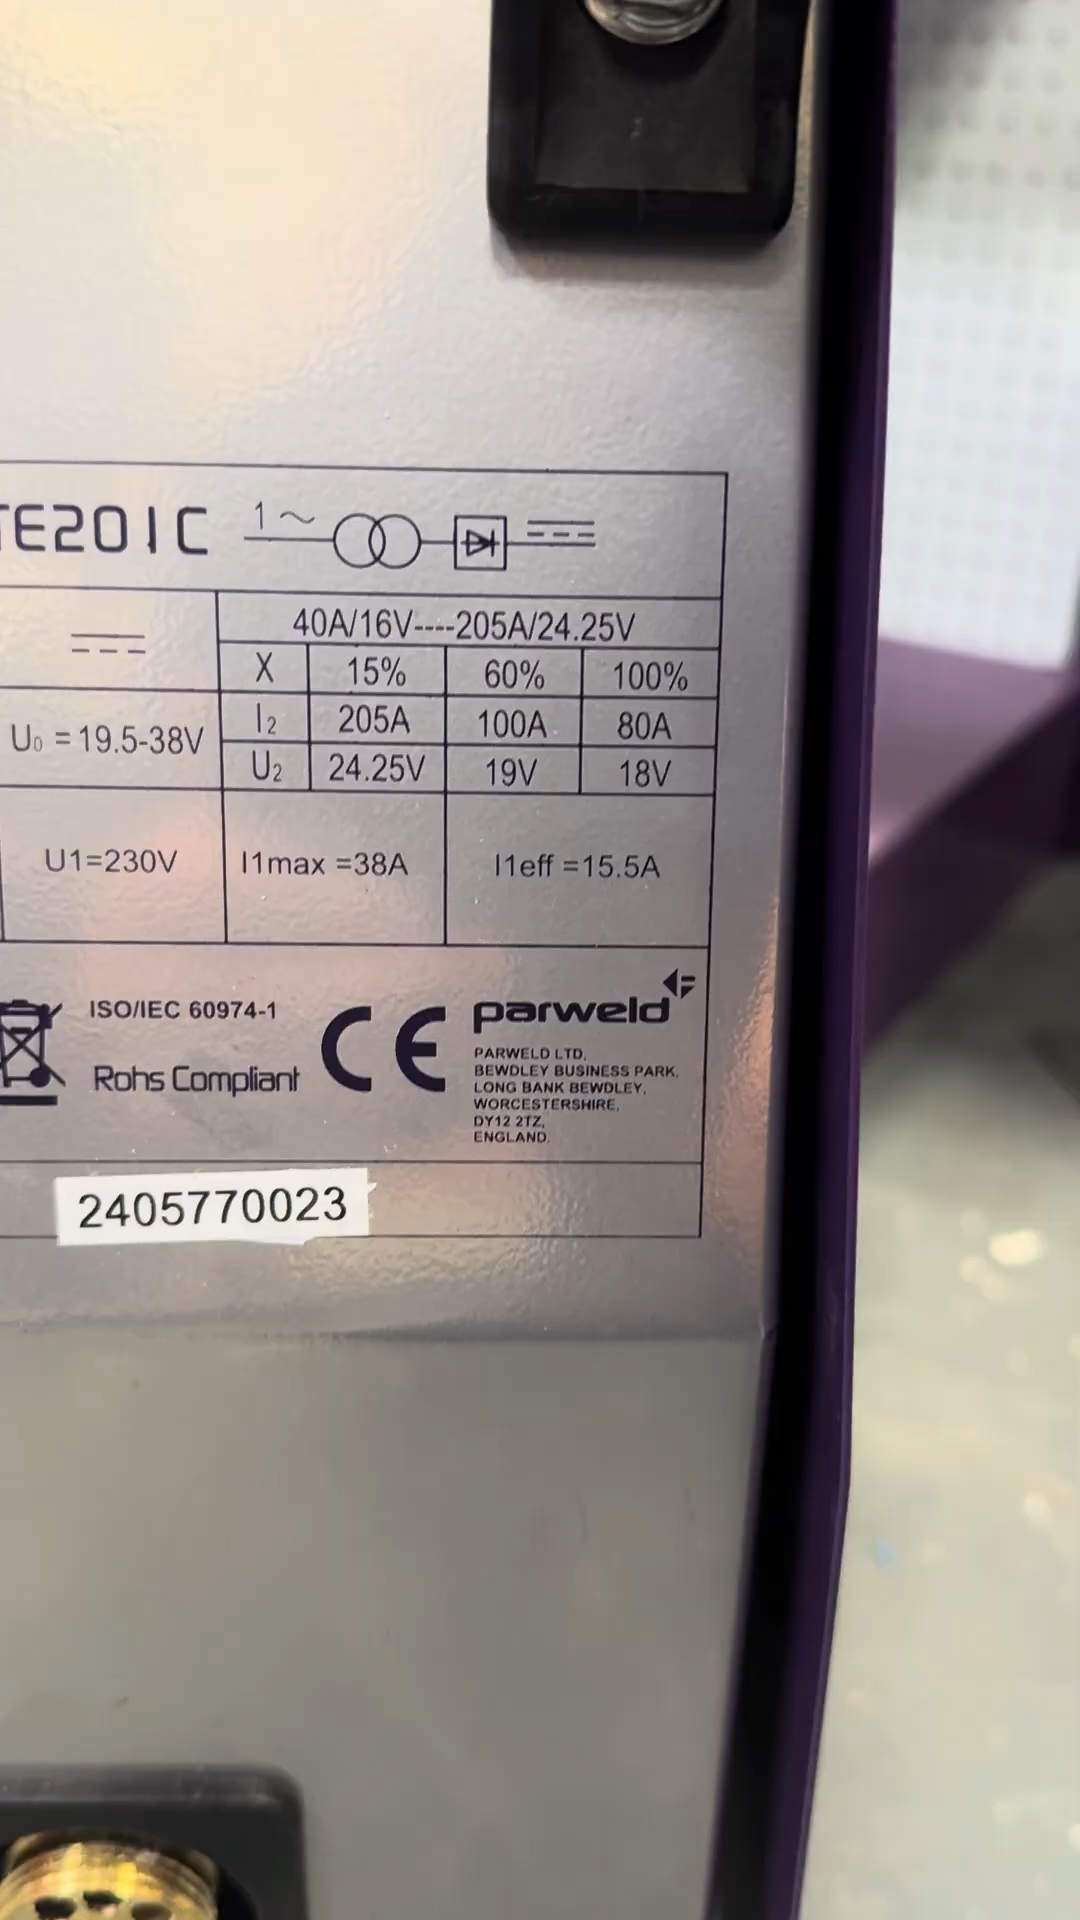 TE201C 1~
40A/16V----205A/24.25V
X 15% 60% 100%
I₂ 205A 100A 80A
U₀ =19.5-38V
U₂ 24.25V 19V 18V
U1=230V I1max =38A I1eff =15.5A
ISO/IEC 60974-1
Rohs Compliant
CE
parweld
PARWELD LTD,
BEWDLEY BUSINESS PARK,
LONG BANK BEWDLEY,
WORCESTERSHIRE,
DY12 2TZ,
ENGLAND.
2405770023